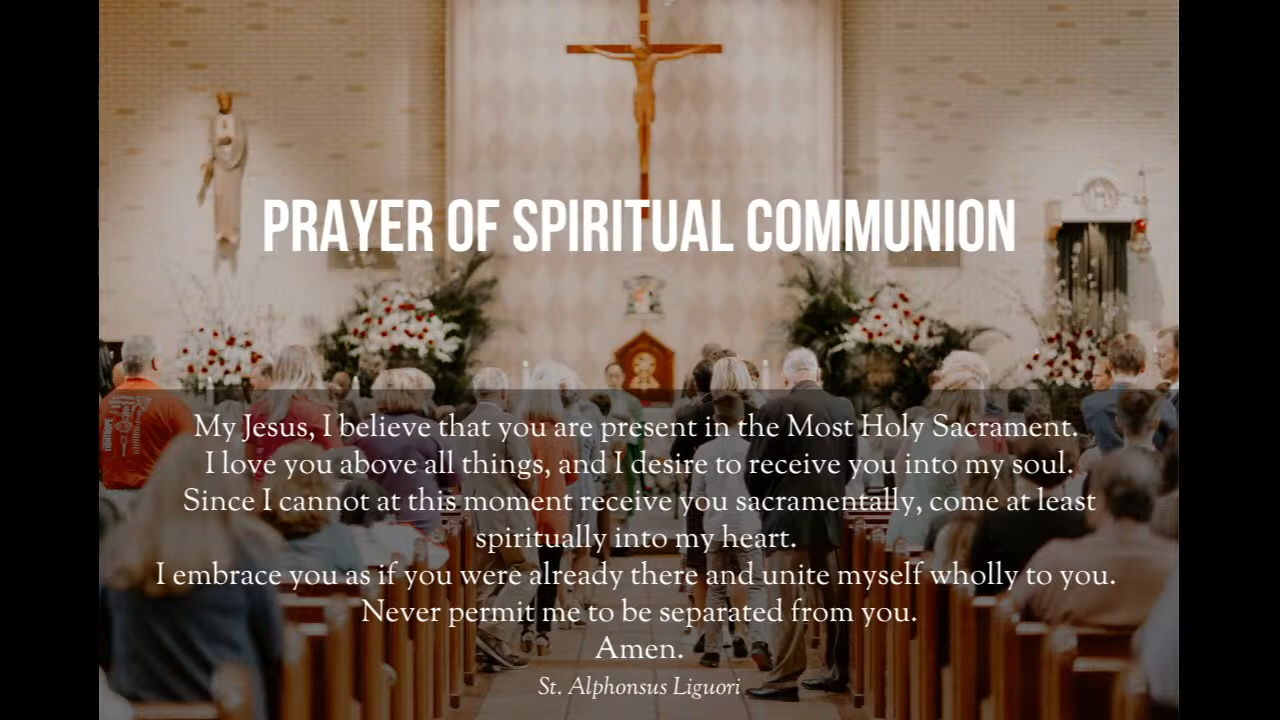 PRAYER OF SPIRITUAL COMMUNION
My Jesus, I believe that you are present in the Most Holy Sacrament.
I love you above all things, and I desire to receive you into my soul.
Since I cannot at this moment receive you sacramentally, come at least
spiritually into my heart.
I embrace you as if you were already there and unite myself wholly to you.
Never permit me to be separated from you.
Amen.
St. Alphonsus Liguori